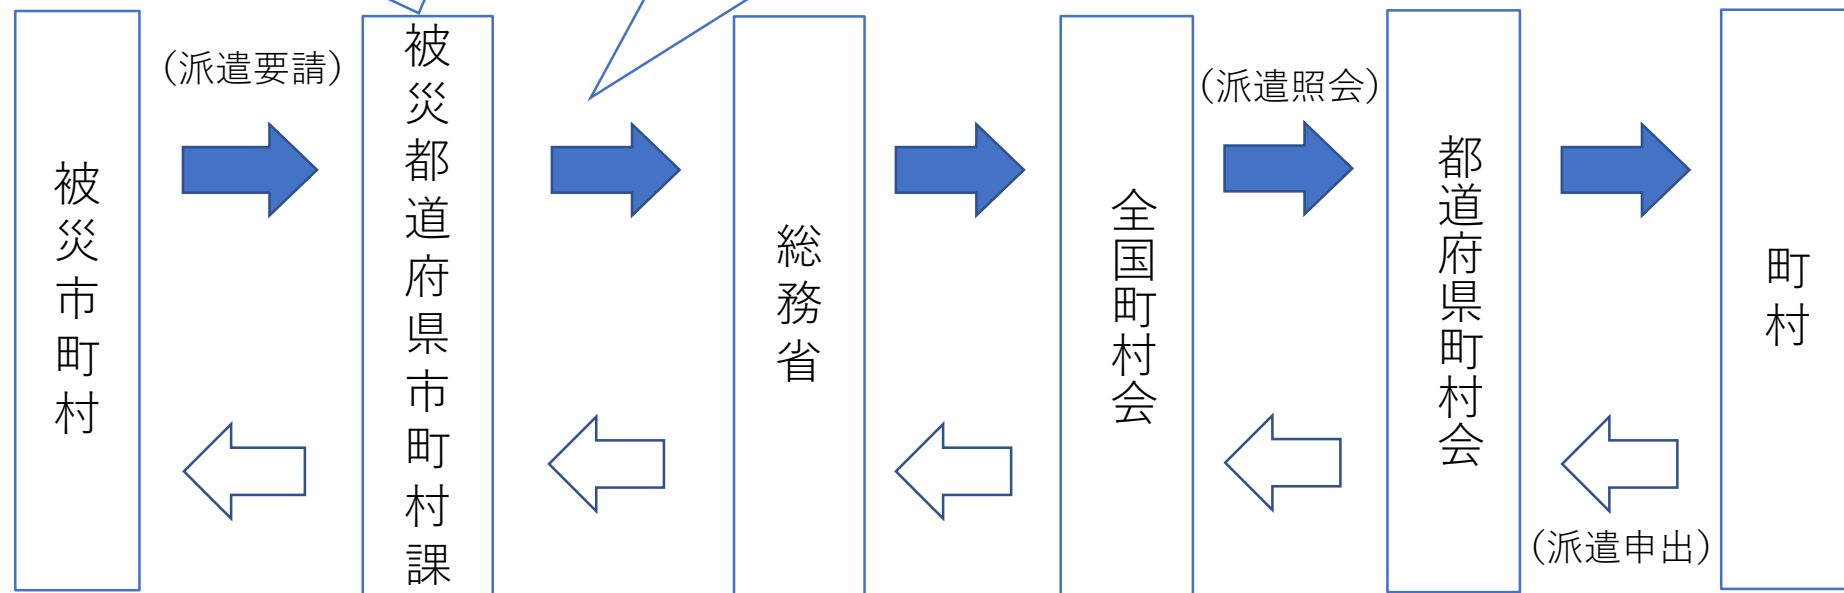 被災市町村
(派遣要請)
被災都道府県市町村課
総務省
全国町村会
(派遣照会)
都道府県町村会
(派遣申出)
町村